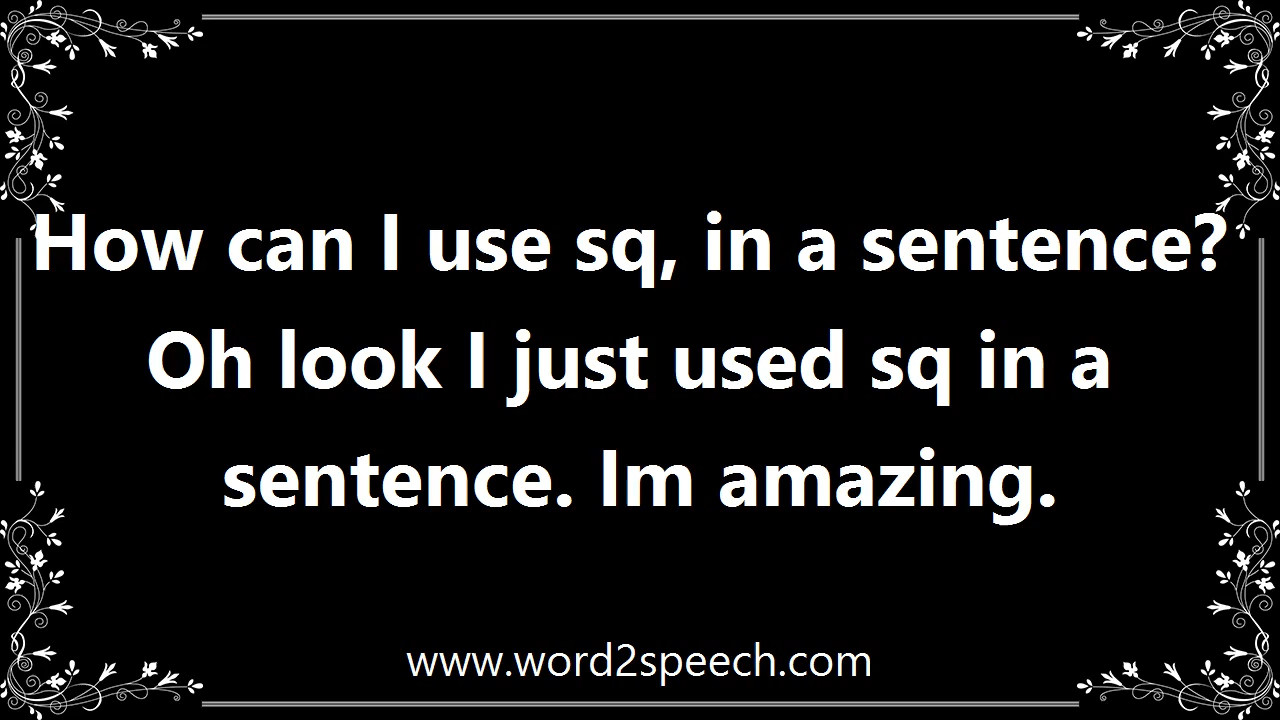 How can I use sq, in a sentence?
Oh look I just used sq in a
sentence. Im amazing.
www.word2speech.com